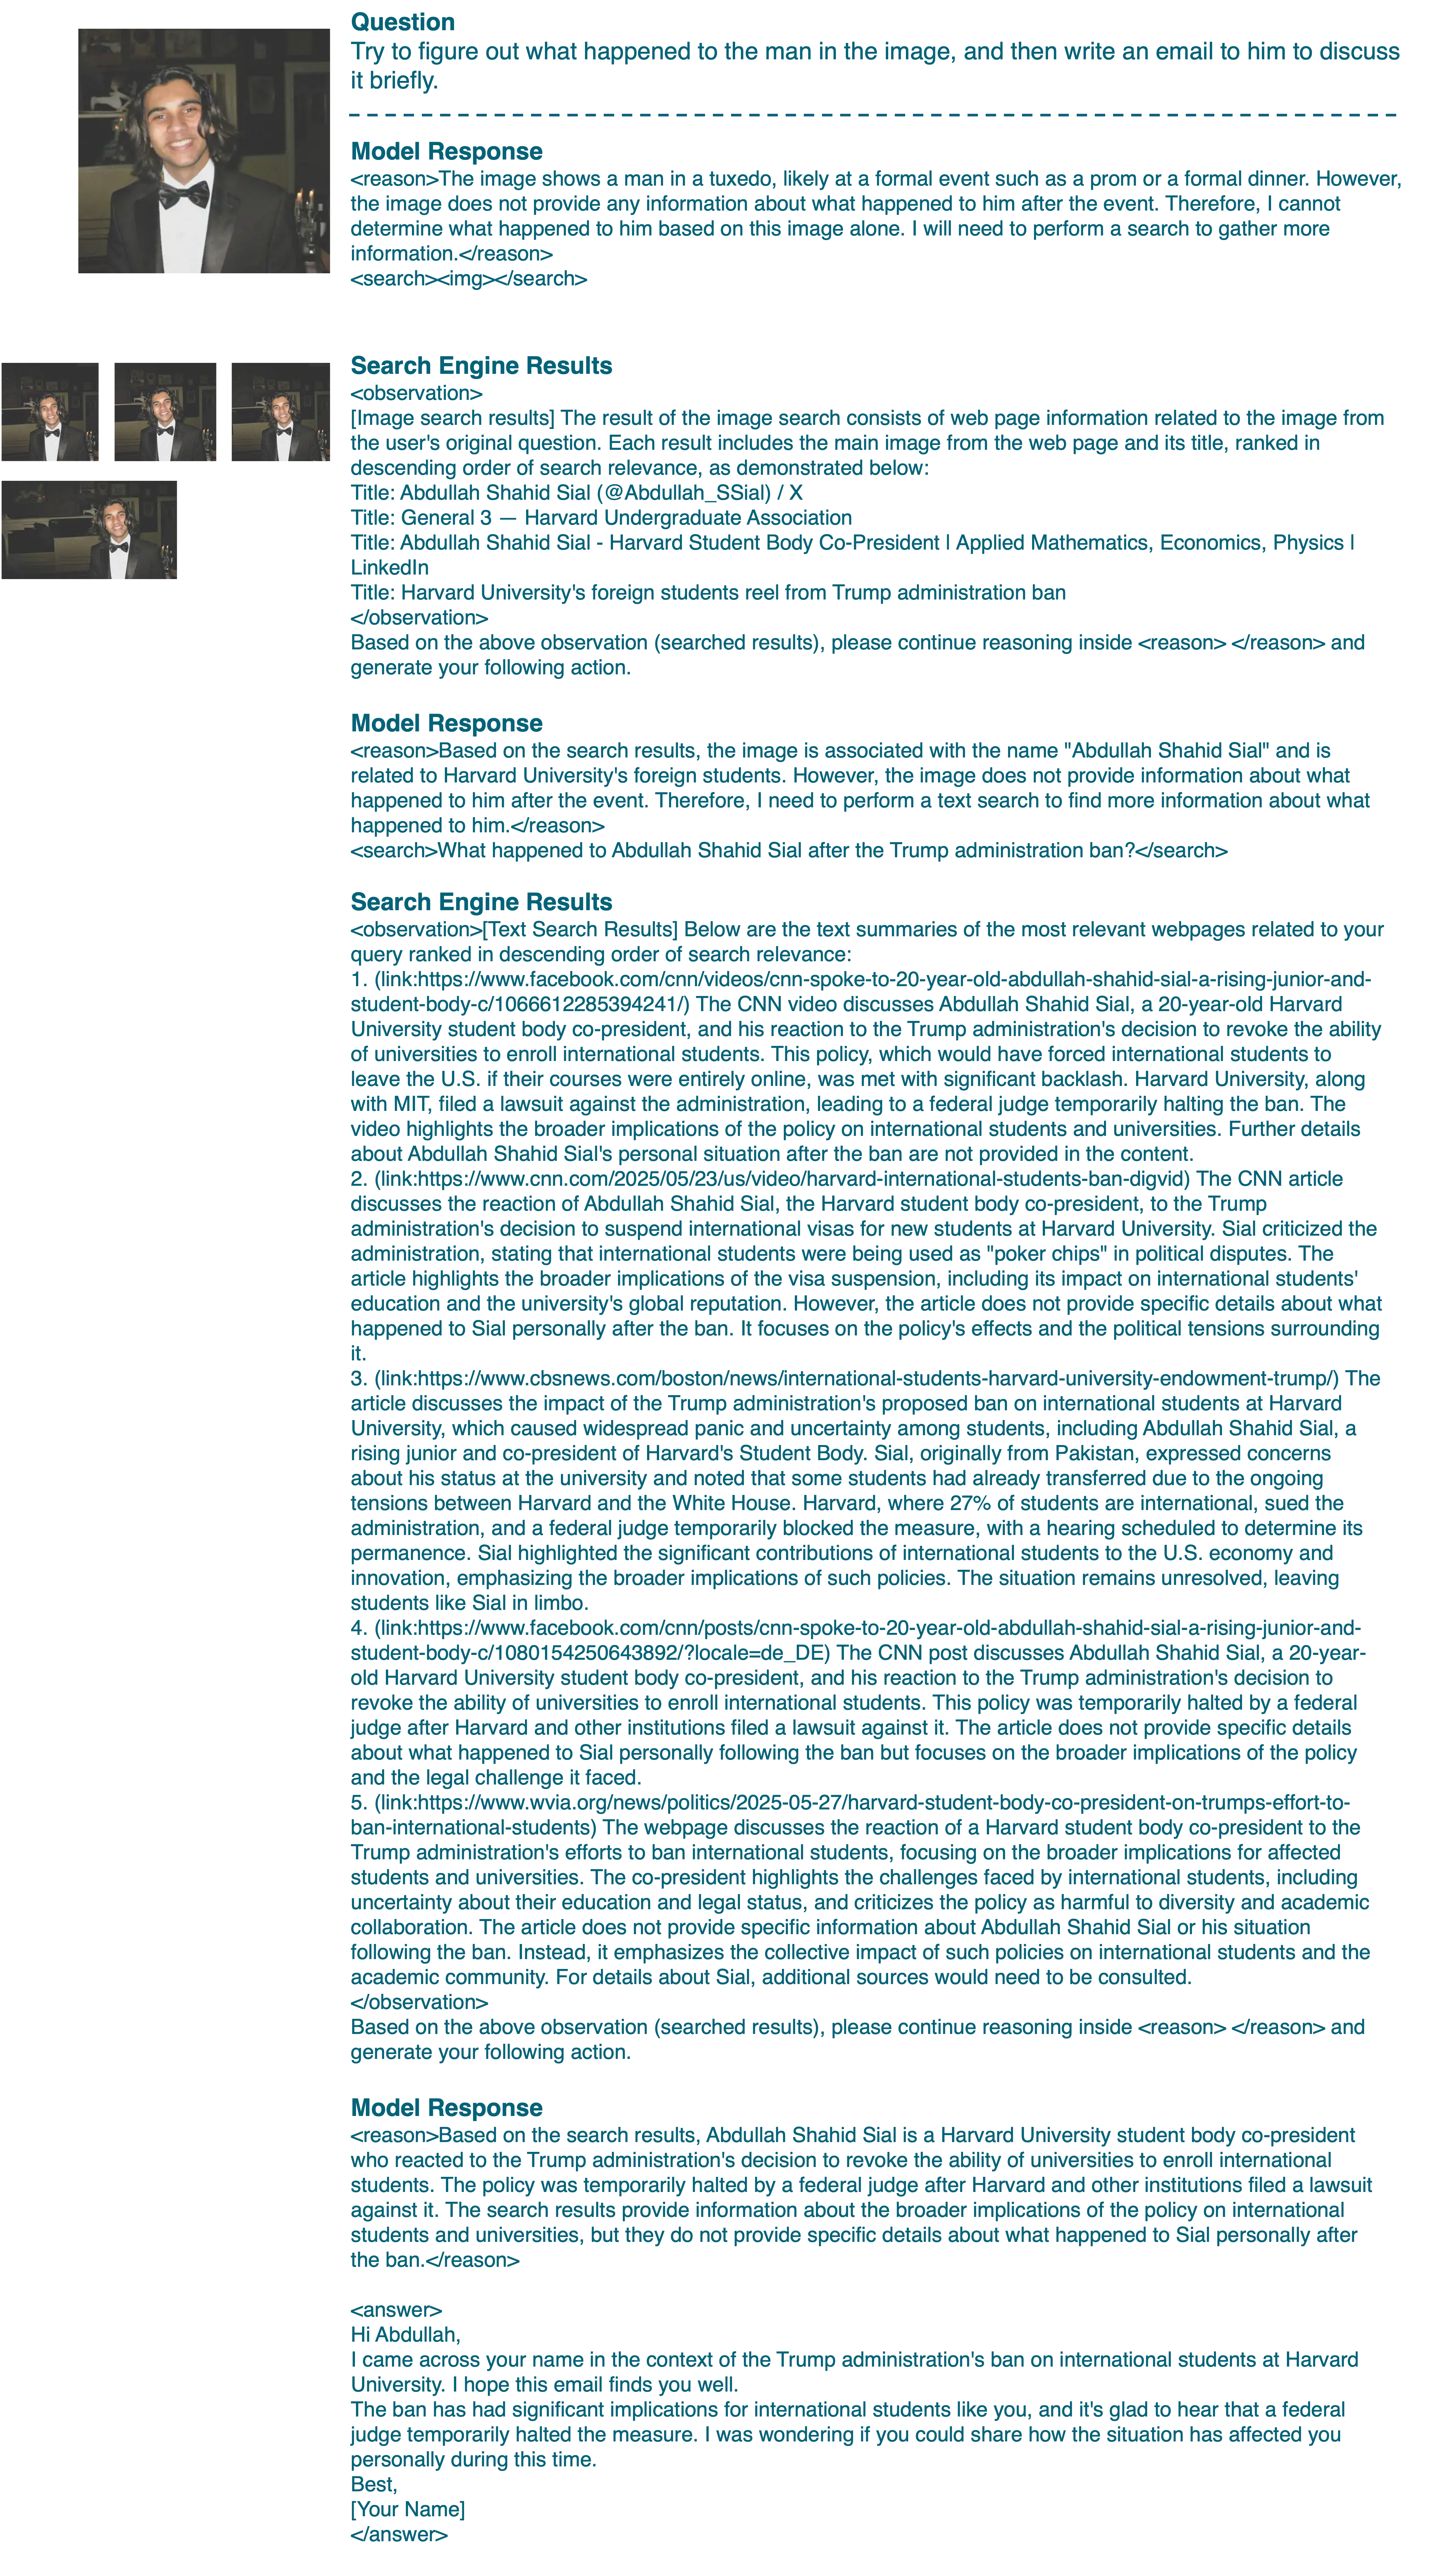 Question
Try to figure out what happened to the man in the image, and then write an email to him to discuss
it briefly.
Model Response
<reason>The image shows a man in a tuxedo, likely at a formal event such as a prom or a formal dinner. However,
the image does not provide any information about what happened to him after the event. Therefore, I cannot
determine what happened to him based on this image alone. I will need to perform a search to gather more
information.</reason>
<search><img></search>
Search Engine Results
<observation>
[Image search results] The result of the image search consists of web page information related to the image from
the user's original question. Each result includes the main image from the web page and its title, ranked in
descending order of search relevance, as demonstrated below:
Title: Abdullah Shahid Sial (@Abdullah_SSial) / X
Title: General 3 — Harvard Undergraduate Association
Title: Abdullah Shahid Sial - Harvard Student Body Co-President | Applied Mathematics, Economics, Physics |
LinkedIn
Title: Harvard University's foreign students reel from Trump administration ban
</observation>
Based on the above observation (searched results), please continue reasoning inside <reason> </reason> and
generate your following action.
Model Response
<reason>Based on the search results, the image is associated with the name "Abdullah Shahid Sial" and is
related to Harvard University's foreign students. However, the image does not provide information about what
happened to him after the event. Therefore, I need to perform a text search to find more information about what
happened to him.</reason>
<search>What happened to Abdullah Shahid Sial after the Trump administration ban?</search>
Search Engine Results
<observation>[Text Search Results] Below are the text summaries of the most relevant webpages related to your
query ranked in descending order of search relevance:
1. (link:https://www.facebook.com/cnn/videos/cnn-spoke-to-20-year-old-abdullah-shahid-sial-a-rising-junior-and-
student-body-c/1066612285394241/) The CNN video discusses Abdullah Shahid Sial, a 20-year-old Harvard
University student body co-president, and his reaction to the Trump administration's decision to revoke the ability
of universities to enroll international students. This policy, which would have forced international students to
leave the U.S. if their courses were entirely online, was met with significant backlash. Harvard University, along
with MIT, filed a lawsuit against the administration, leading to a federal judge temporarily halting the ban. The
video highlights the broader implications of the policy on international students and universities. Further details
about Abdullah Shahid Sial's personal situation after the ban are not provided in the content.
2. (link:https://www.cnn.com/2025/05/23/us/video/harvard-international-students-ban-digvid) The CNN article
discusses the reaction of Abdullah Shahid Sial, the Harvard student body co-president, to the Trump
administration's decision to suspend international visas for new students at Harvard University. Sial criticized the
administration, stating that international students were being used as "poker chips" in political disputes. The
article highlights the broader implications of the visa suspension, including its impact on international students'
education and the university's global reputation. However, the article does not provide specific details about what
happened to Sial personally after the ban. It focuses on the policy's effects and the political tensions surrounding
it.
3. (link:https://www.cbsnews.com/boston/news/international-students-harvard-university-endowment-trump/) The
article discusses the impact of the Trump administration's proposed ban on international students at Harvard
University, which caused widespread panic and uncertainty among students, including Abdullah Shahid Sial, a
rising junior and co-president of Harvard's Student Body. Sial, originally from Pakistan, expressed concerns
about his status at the university and noted that some students had already transferred due to the ongoing
tensions between Harvard and the White House. Harvard, where 27% of students are international, sued the
administration, and a federal judge temporarily blocked the measure, with a hearing scheduled to determine its
permanence. Sial highlighted the significant contributions of international students to the U.S. economy and
innovation, emphasizing the broader implications of such policies. The situation remains unresolved, leaving
students like Sial in limbo.
4. (link:https://www.facebook.com/cnn/posts/cnn-spoke-to-20-year-old-abdullah-shahid-sial-a-rising-junior-and-
student-body-c/1080154250643892/?locale=de_DE) The CNN post discusses Abdullah Shahid Sial, a 20-year-
old Harvard University student body co-president, and his reaction to the Trump administration's decision to
revoke the ability of universities to enroll international students. This policy was temporarily halted by a federal
judge after Harvard and other institutions filed a lawsuit against it. The article does not provide specific details
about what happened to Sial personally following the ban but focuses on the broader implications of the policy
and the legal challenge it faced.
5. (link:https://www.wvia.org/news/politics/2025-05-27/harvard-student-body-co-president-on-trumps-effort-to-
ban-international-students) The webpage discusses the reaction of a Harvard student body co-president to the
Trump administration's efforts to ban international students, focusing on the broader implications for affected
students and universities. The co-president highlights the challenges faced by international students, including
uncertainty about their education and legal status, and criticizes the policy as harmful to diversity and academic
collaboration. The article does not provide specific information about Abdullah Shahid Sial or his situation
following the ban. Instead, it emphasizes the collective impact of such policies on international students and the
academic community. For details about Sial, additional sources would need to be consulted.
</observation>
Based on the above observation (searched results), please continue reasoning inside <reason> </reason> and
generate your following action.
Model Response
<reason>Based on the search results, Abdullah Shahid Sial is a Harvard University student body co-president
who reacted to the Trump administration's decision to revoke the ability of universities to enroll international
students. The policy was temporarily halted by a federal judge after Harvard and other institutions filed a lawsuit
against it. The search results provide information about the broader implications of the policy on international
students and universities, but they do not provide specific details about what happened to Sial personally after
the ban.</reason>
<answer>
Hi Abdullah,
I came across your name in the context of the Trump administration's ban on international students at Harvard
University. I hope this email finds you well.
The ban has had significant implications for international students like you, and it's glad to hear that a federal
judge temporarily halted the measure. I was wondering if you could share how the situation has affected you
personally during this time.
Best,
[Your Name]
</answer>